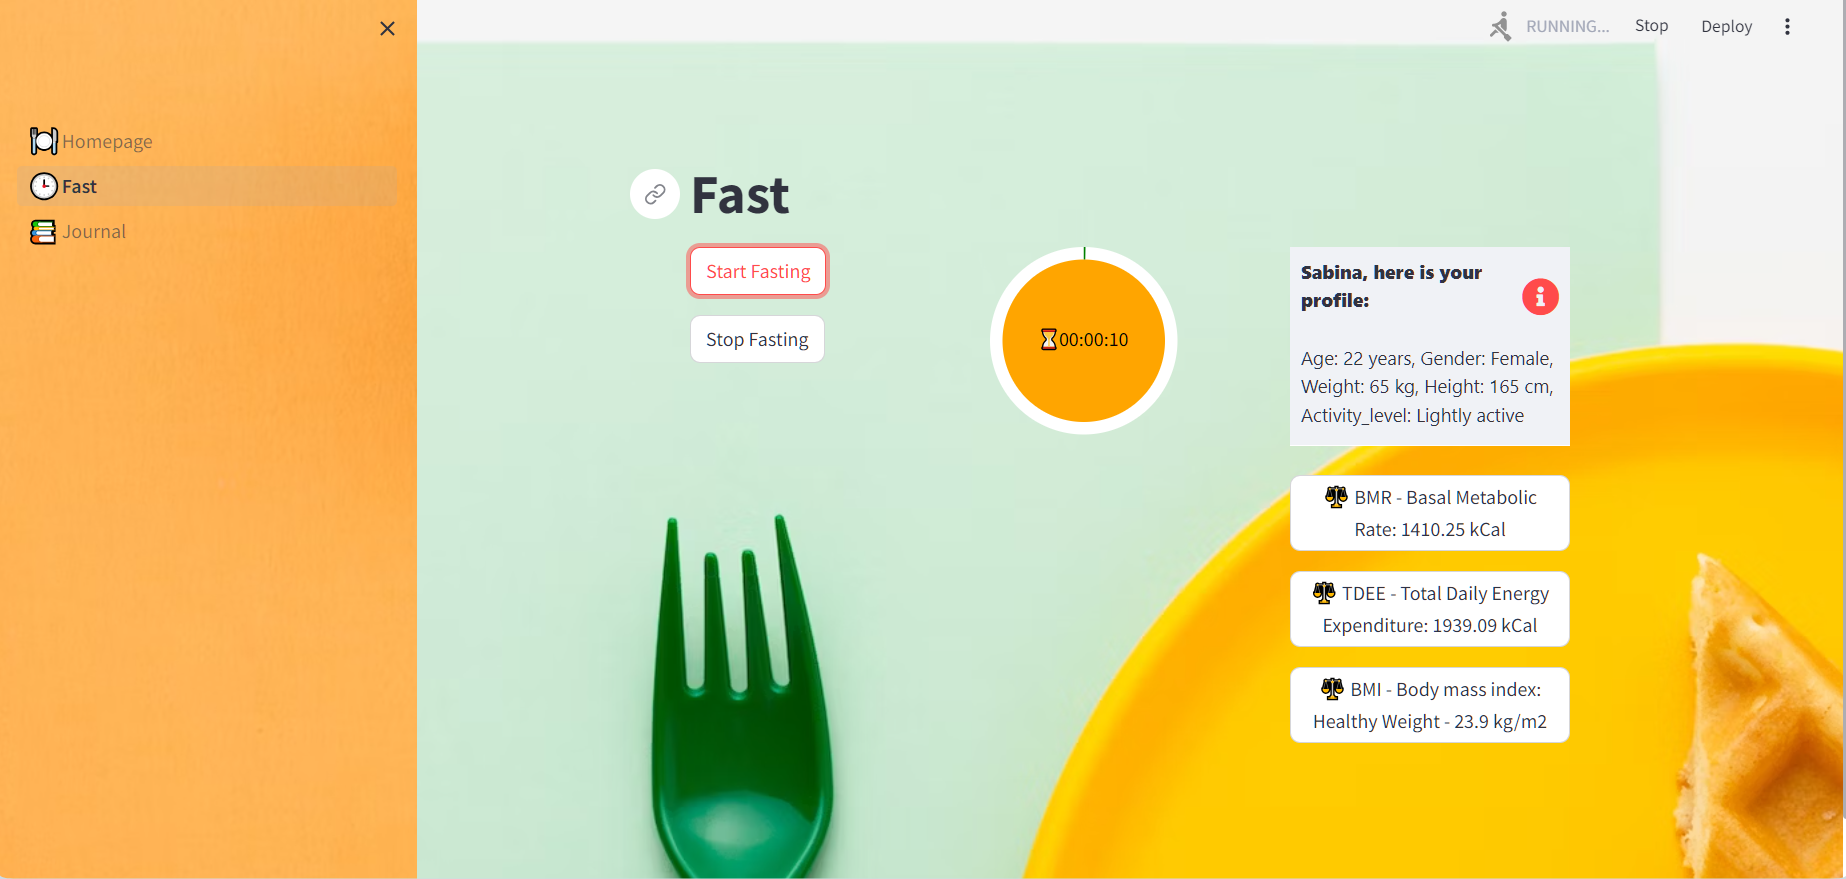 RUNNING...
Stop
Deploy
Homepage
Fast
Journal
Fast
Start Fasting
Stop Fasting
00:00:10
Sabina, here is your
profile:
Age: 22 years, Gender: Female,
Weight: 65 kg, Height: 165 cm,
Activity_level: Lightly active
BMR - Basal Metabolic
Rate: 1410.25 kCal
TDEE - Total Daily Energy
Expenditure: 1939.09 kCal
BMI - Body mass index:
Healthy Weight - 23.9 kg/m2